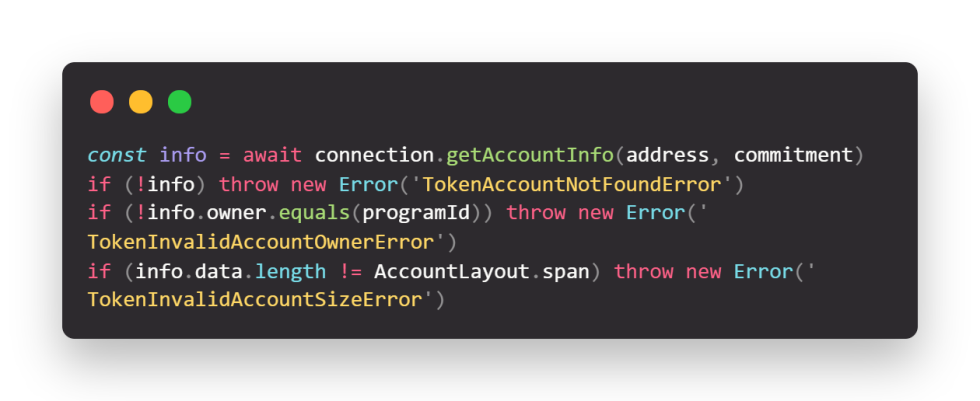 const info = await connection.getAccountInfo(address, commitment)
if (!info) throw new Error('TokenAccountNotFoundError')
if (!info.owner.equals(programId)) throw new Error('
TokenInvalidAccountOwnerError')
if (info.data.length != AccountLayout.span) throw new Error('
TokenInvalidAccountSizeError')